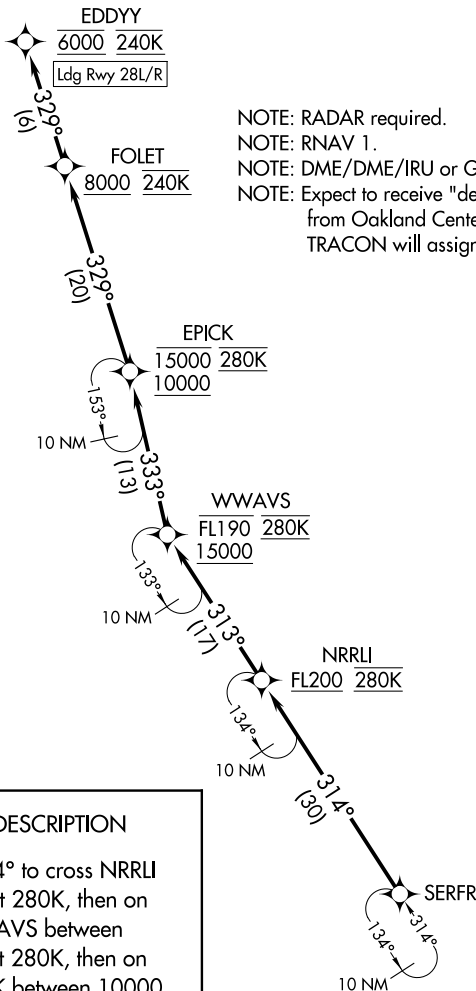 EDDYY
6000 240K
Ldg Rwy 28L/R
329°
(6)
NOTE: RADAR required.
NOTE: RNAV 1.
NOTE: DME/DME/IRU or G
NOTE: Expect to receive "de
from Oakland Cente
TRACON will assign
FOLET
8000 240K
329°
(20)
EPICK
15000 280K
10000
153°
10 NM
333°
(13)
WWAVS
FL190 280K
15000
133°
10 NM
313°
(17)
NRRLI
FL200 280K
134°
10 NM
314°
(30)
SERFR
134°
314°
10 NM
DESCRIPTION
4° to cross NRRLI
t 280K, then on
AVS between
t 280K, then on
K between 10000